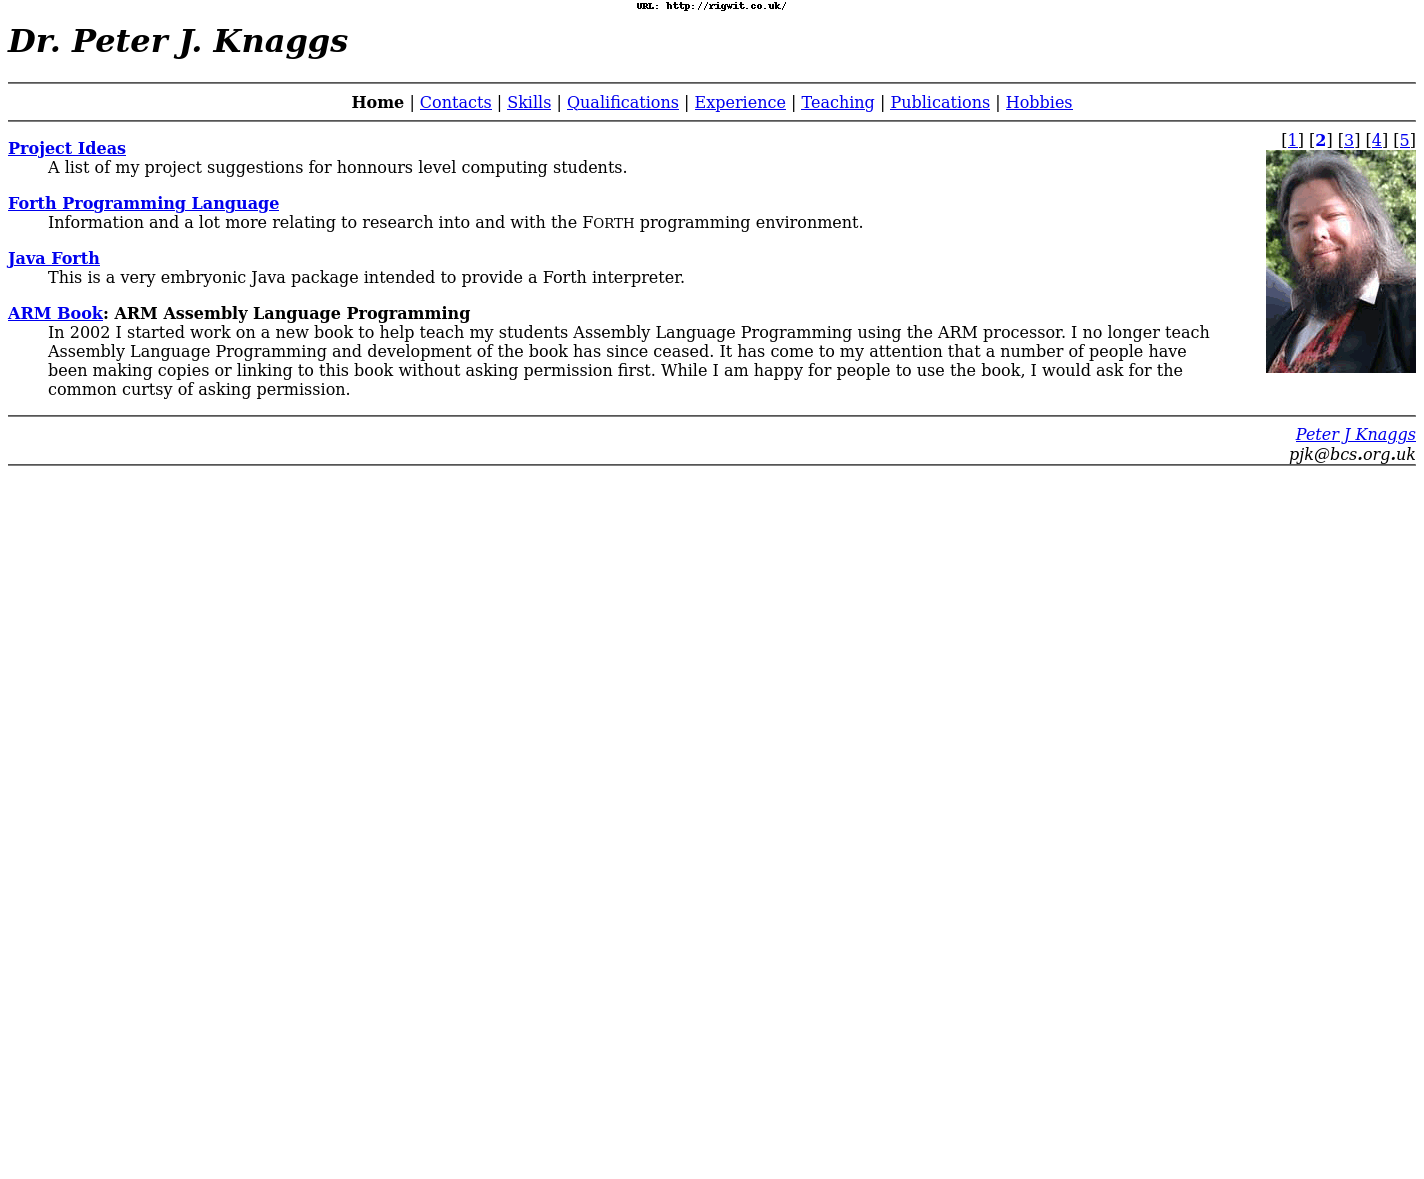 URL: http://rigwit.co.uk/
Dr. Peter J. Knaggs
Home | Contacts | Skills | Qualifications | Experience | Teaching | Publications | Hobbies
[1] [2] [3] [4] [5]
Project Ideas
A list of my project suggestions for honnours level computing students.
Forth Programming Language
Information and a lot more relating to research into and with the FORTH programming environment.
Java Forth
This is a very embryonic Java package intended to provide a Forth interpreter.
ARM Book: ARM Assembly Language Programming
In 2002 I started work on a new book to help teach my students Assembly Language Programming using the ARM processor. I no longer teach
Assembly Language Programming and development of the book has since ceased. It has come to my attention that a number of people have
been making copies or linking to this book without asking permission first. While I am happy for people to use the book, I would ask for the
common curtsy of asking permission.
Peter J Knaggs
pjk@bcs.org.uk